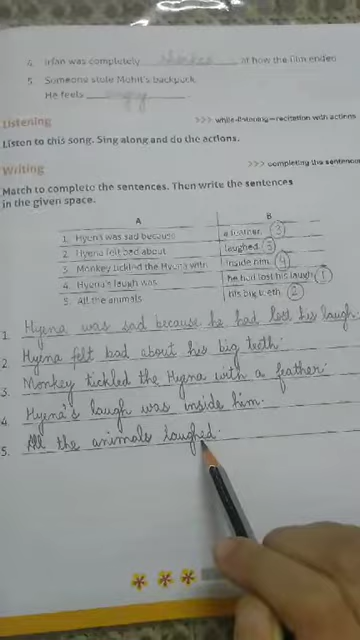 4. Irfan was completely shocked at how the film ended
5. Someone stole Mohit's backpack.
He feels angry.
Listening
>>> while-listening—recitation with actions
Listen to this song. Sing along and do the actions.
Writing
>>> completing the sentences
Match to complete the sentences. Then write the sentences
in the given space.
A B
1. Hyena was sad because a feather. 3
2. Hyena felt bad about laughed. 5
3. Monkey tickled the Hyena with inside him. 4
4. Hyena's laugh was he had lost his laugh. 1
5. All the animals his big teeth. 2
1. Hyena was sad because he had lost his laugh.
2. Hyena felt bad about his big teeth.
3. Monkey tickled the Hyena with a feather.
4. Hyena's laugh was inside him.
5. All the animals laughed.